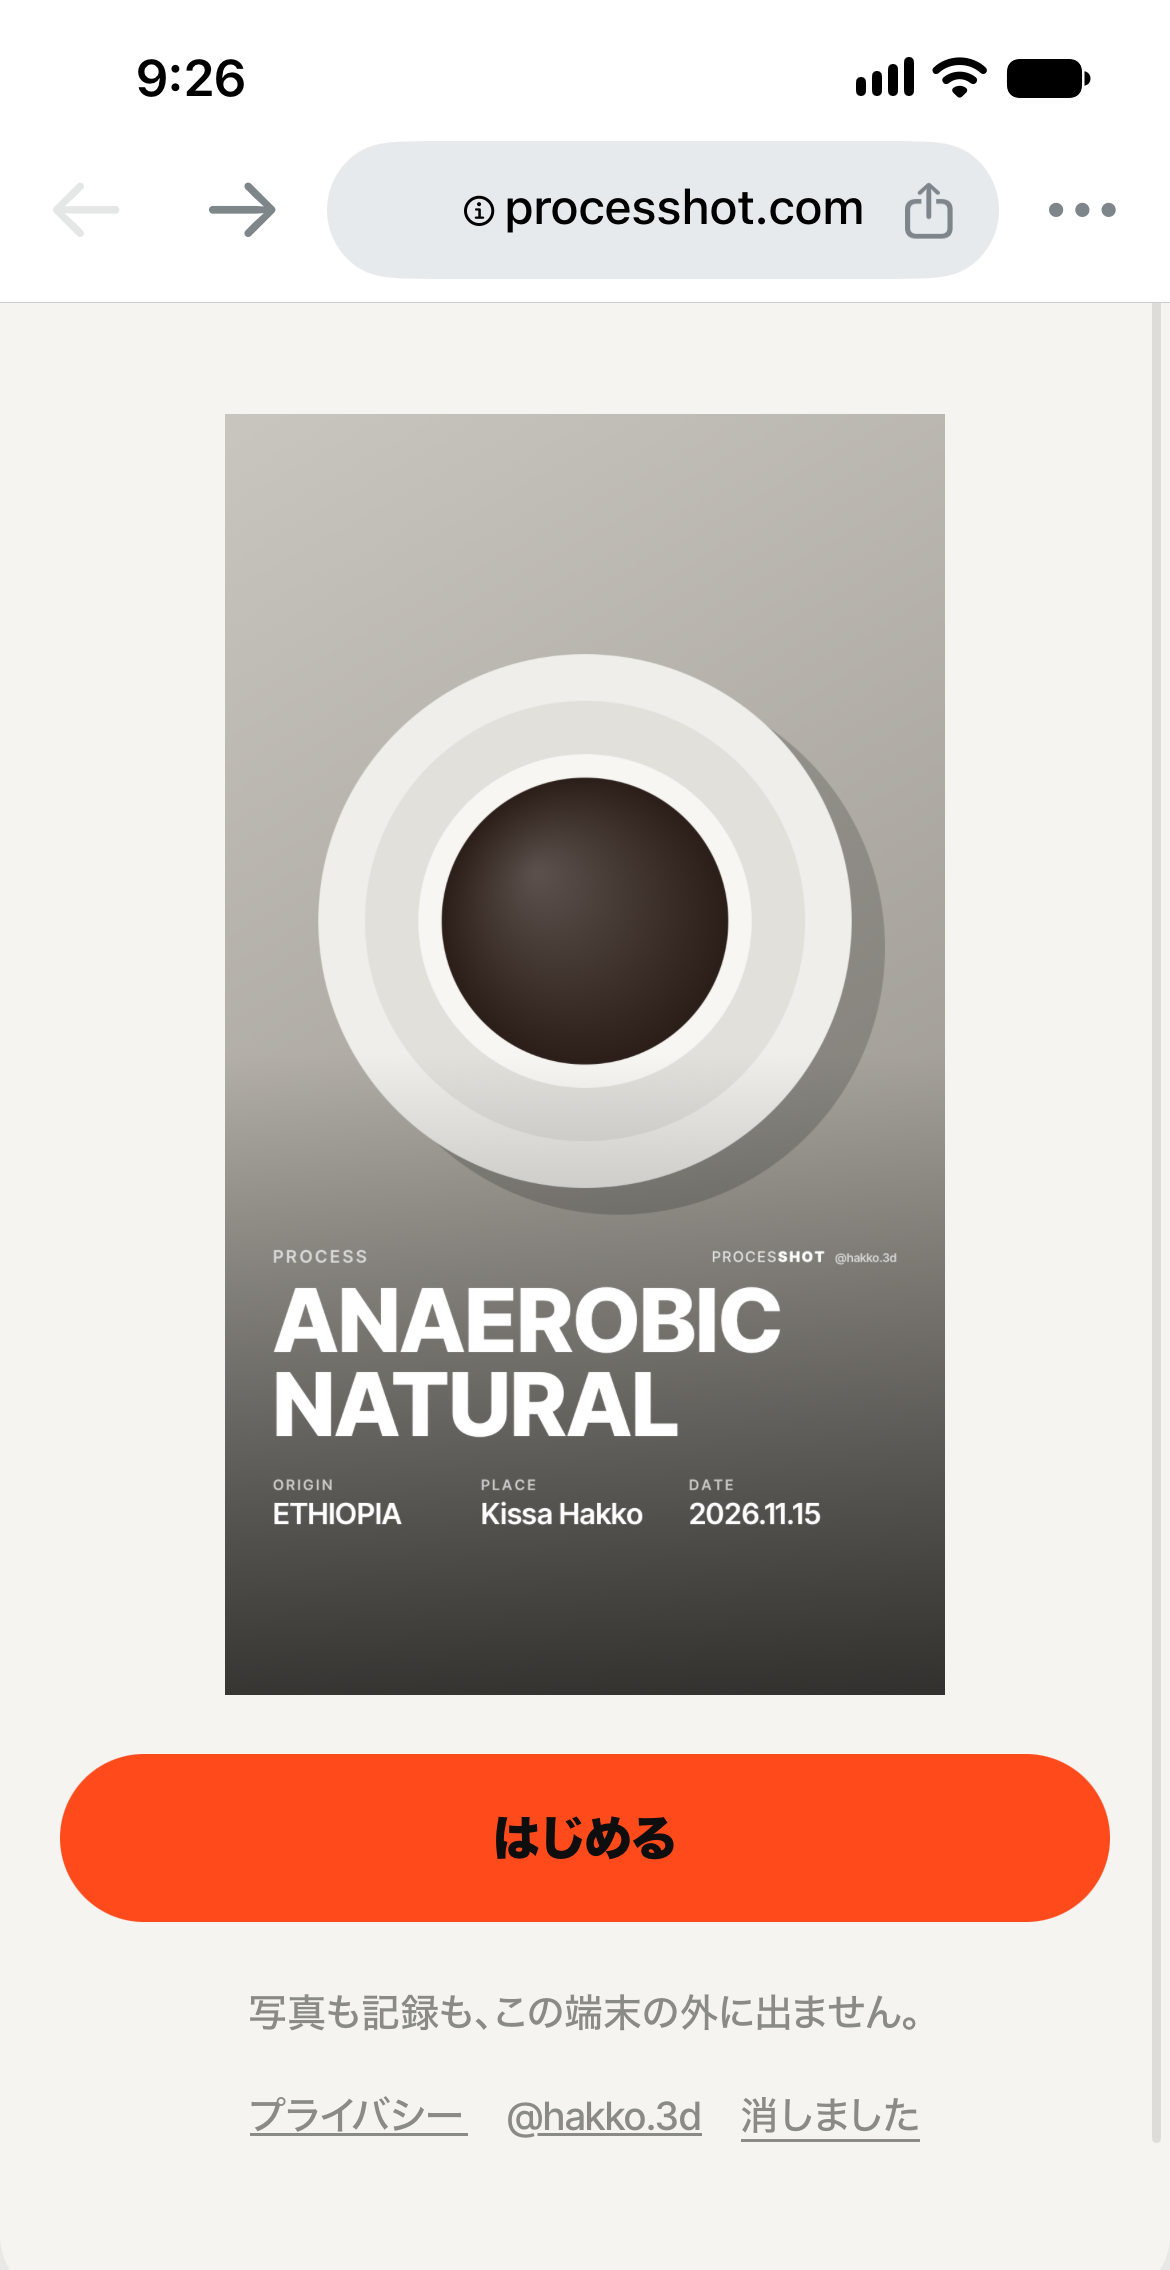 9:26
processhot.com
PROCESS
PROCESSHOT @hakko.3d
ANAEROBIC
NATURAL
ORIGIN PLACE DATE
ETHIOPIA Kissa Hakko 2026.11.15
はじめる
写真も記録も、この端末の外に出ません。
プライバシー @hakko.3d 消しました